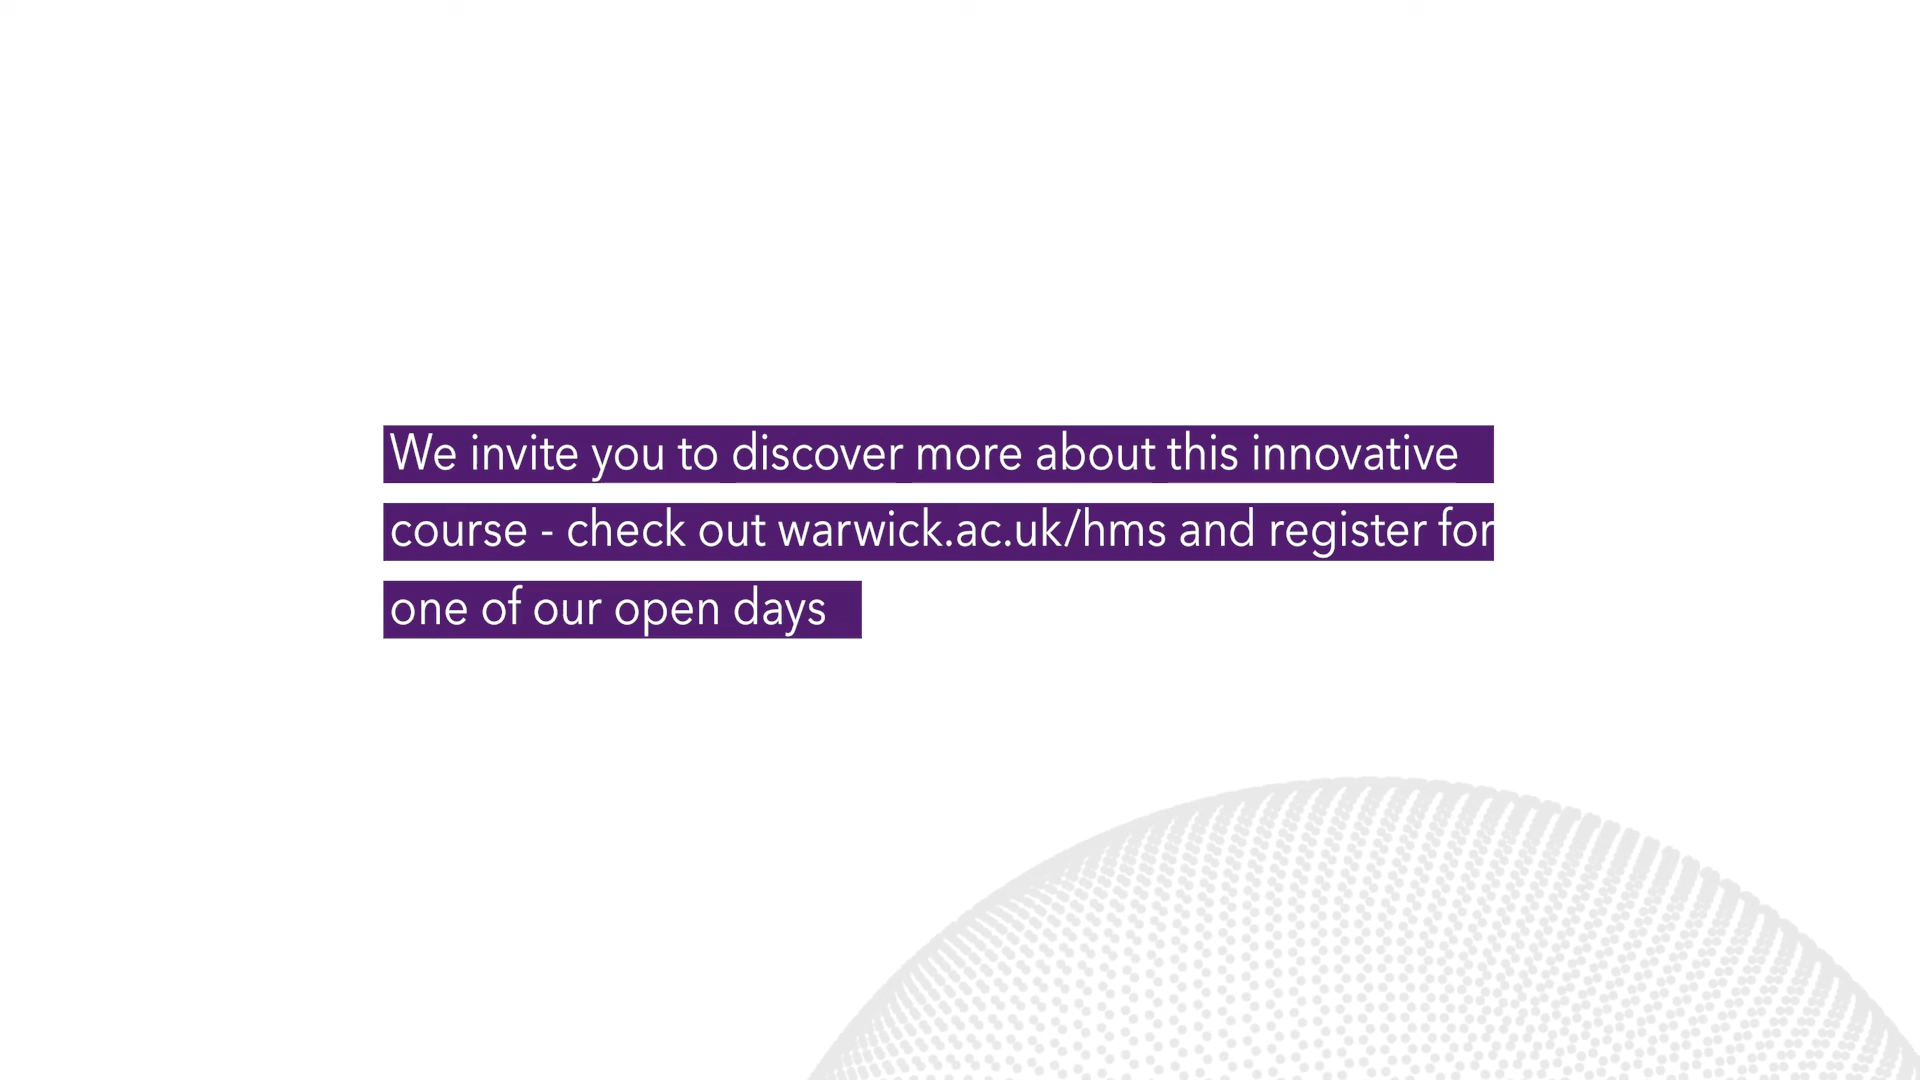 We invite you to discover more about this innovative
course - check out warwick.ac.uk/hms and register for
one of our open days